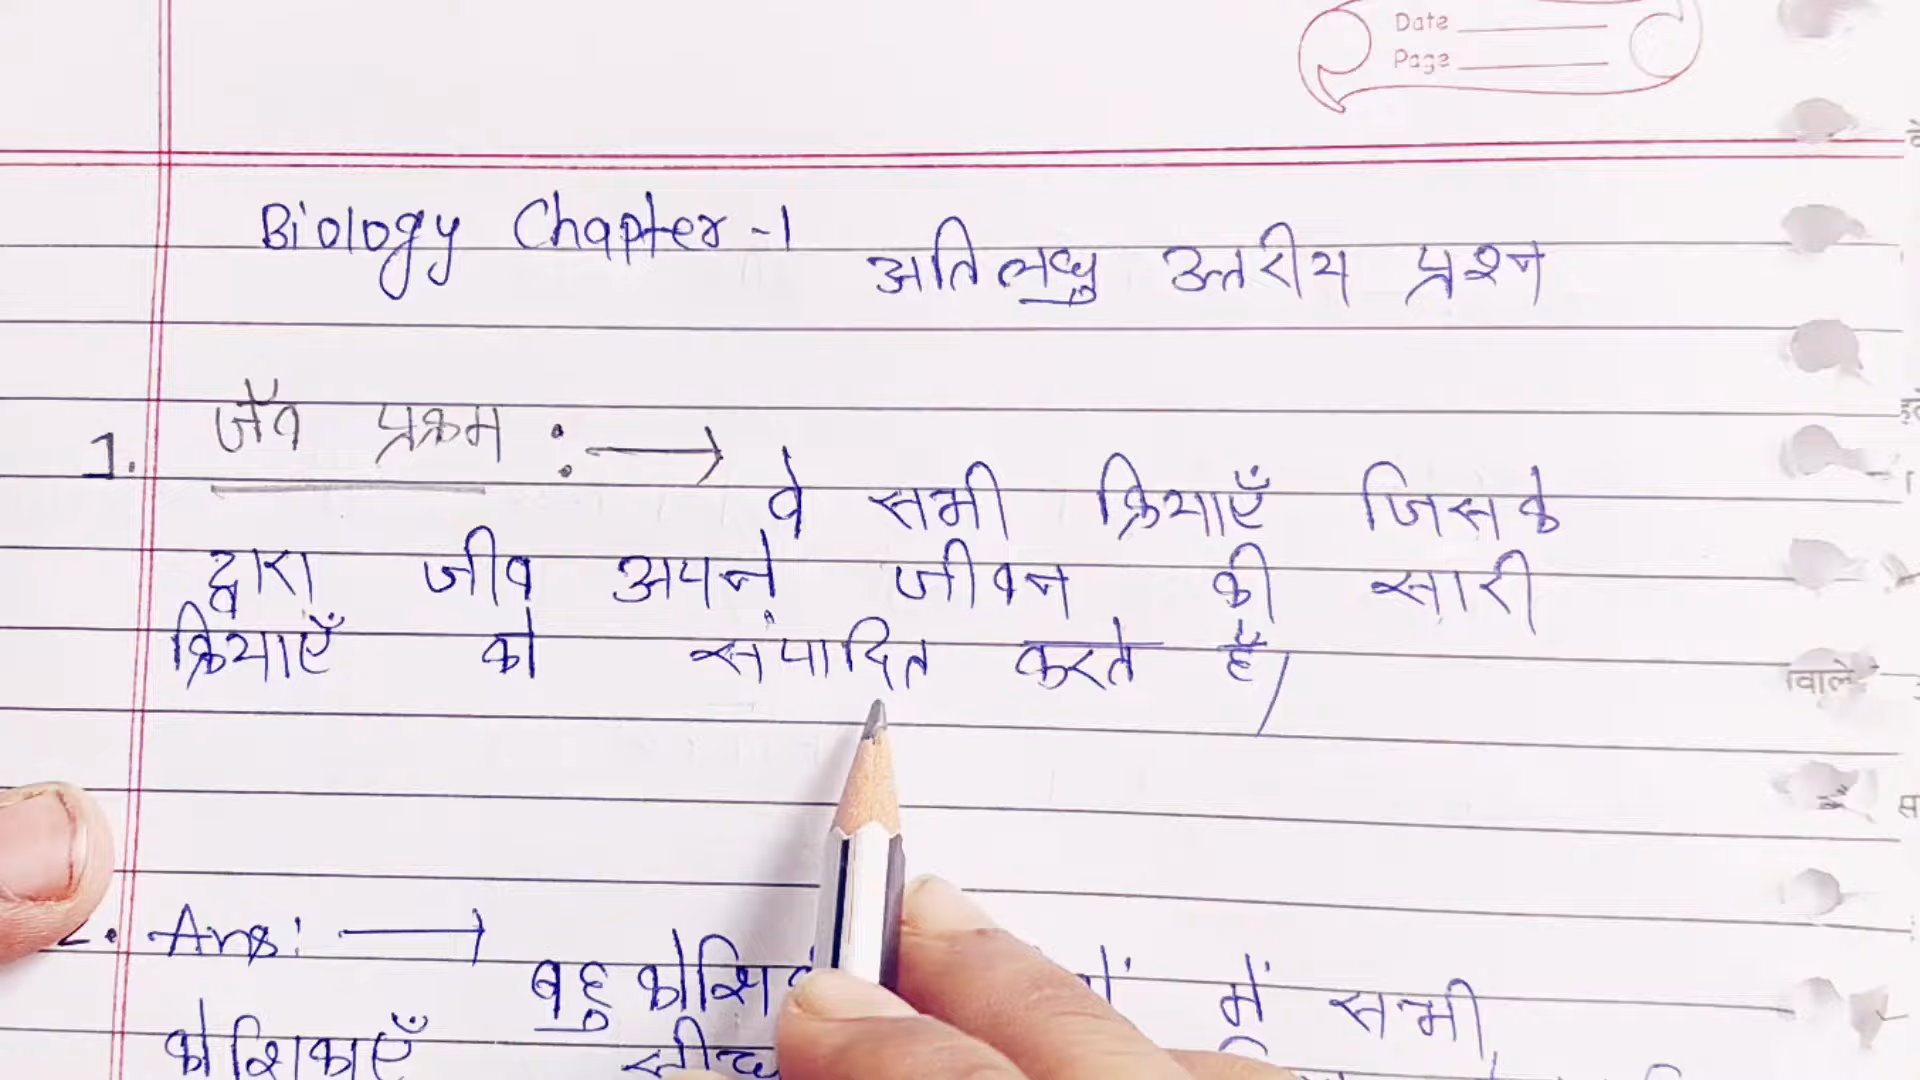 Date
Page
Biology Chapter -1
अतिलघु उत्तरीय प्रश्न
1. जैव प्रक्रम :→
वे सभी क्रियाएँ जिसके
द्वारा जीव अपने जीवन की सारी
क्रियाएँ को संपादित करते हैं/
2. Ans: →
बहुकोशि में सभी
कोशिकाएँ सीध
वाले